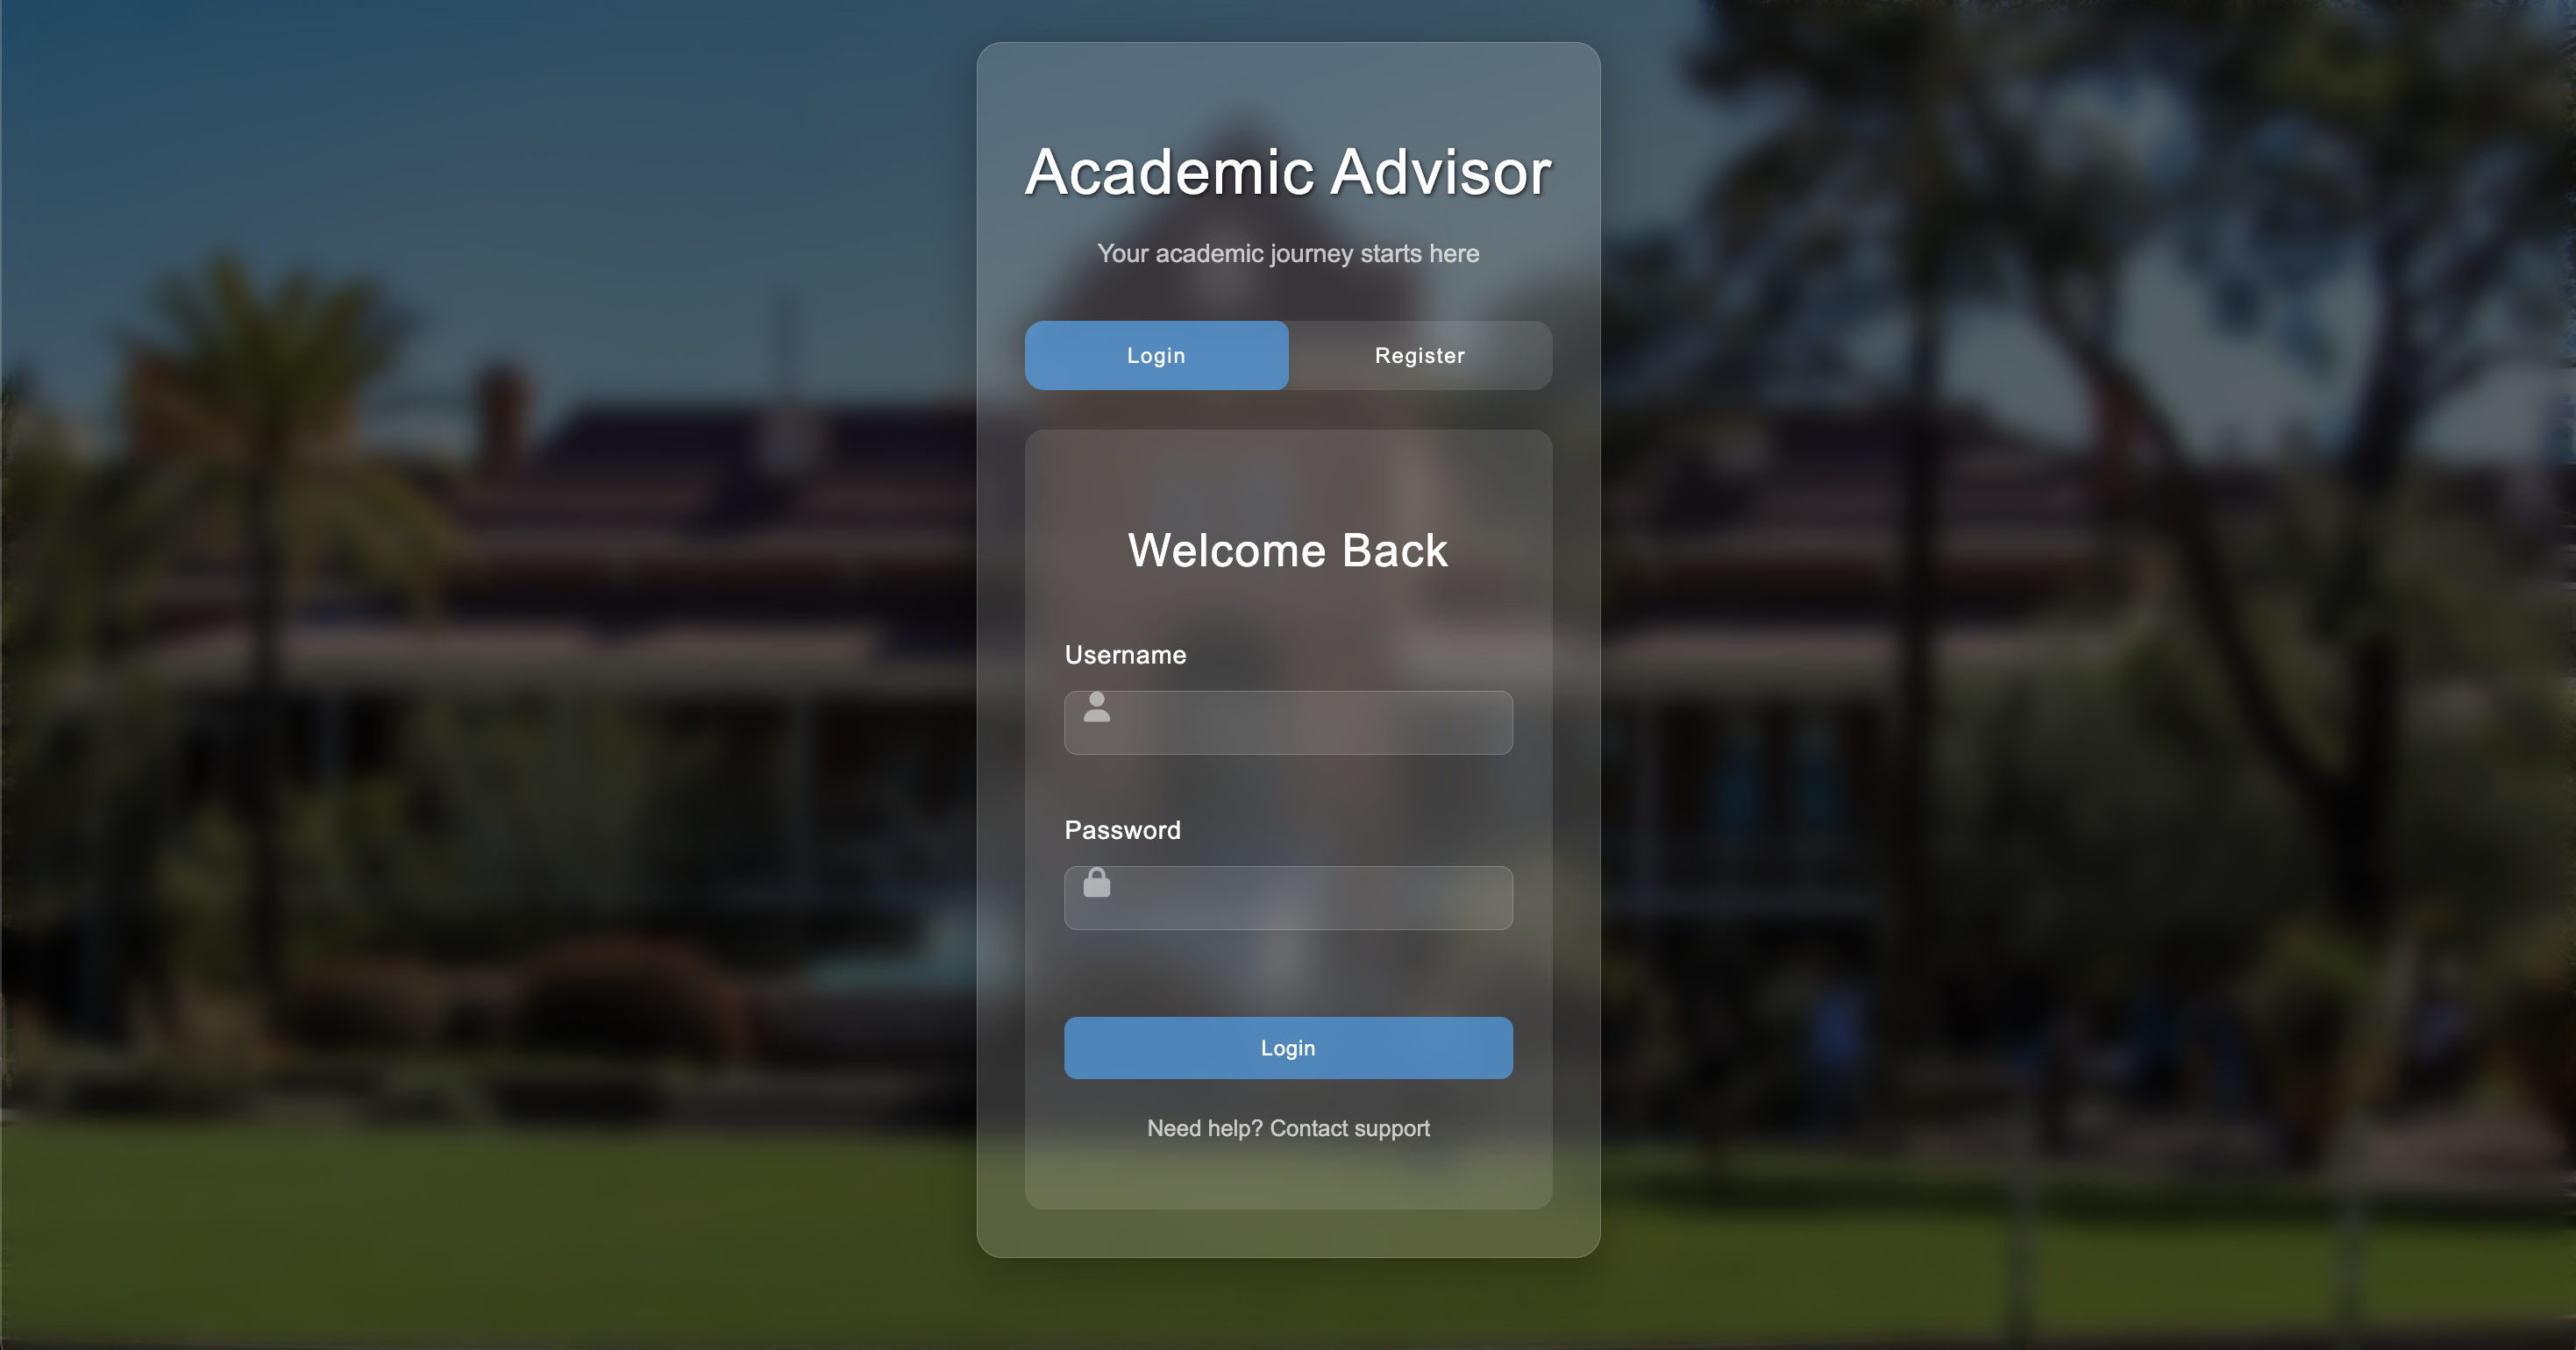 Academic Advisor
Your academic journey starts here
Login
Register
Welcome Back
Username
Password
Login
Need help? Contact support